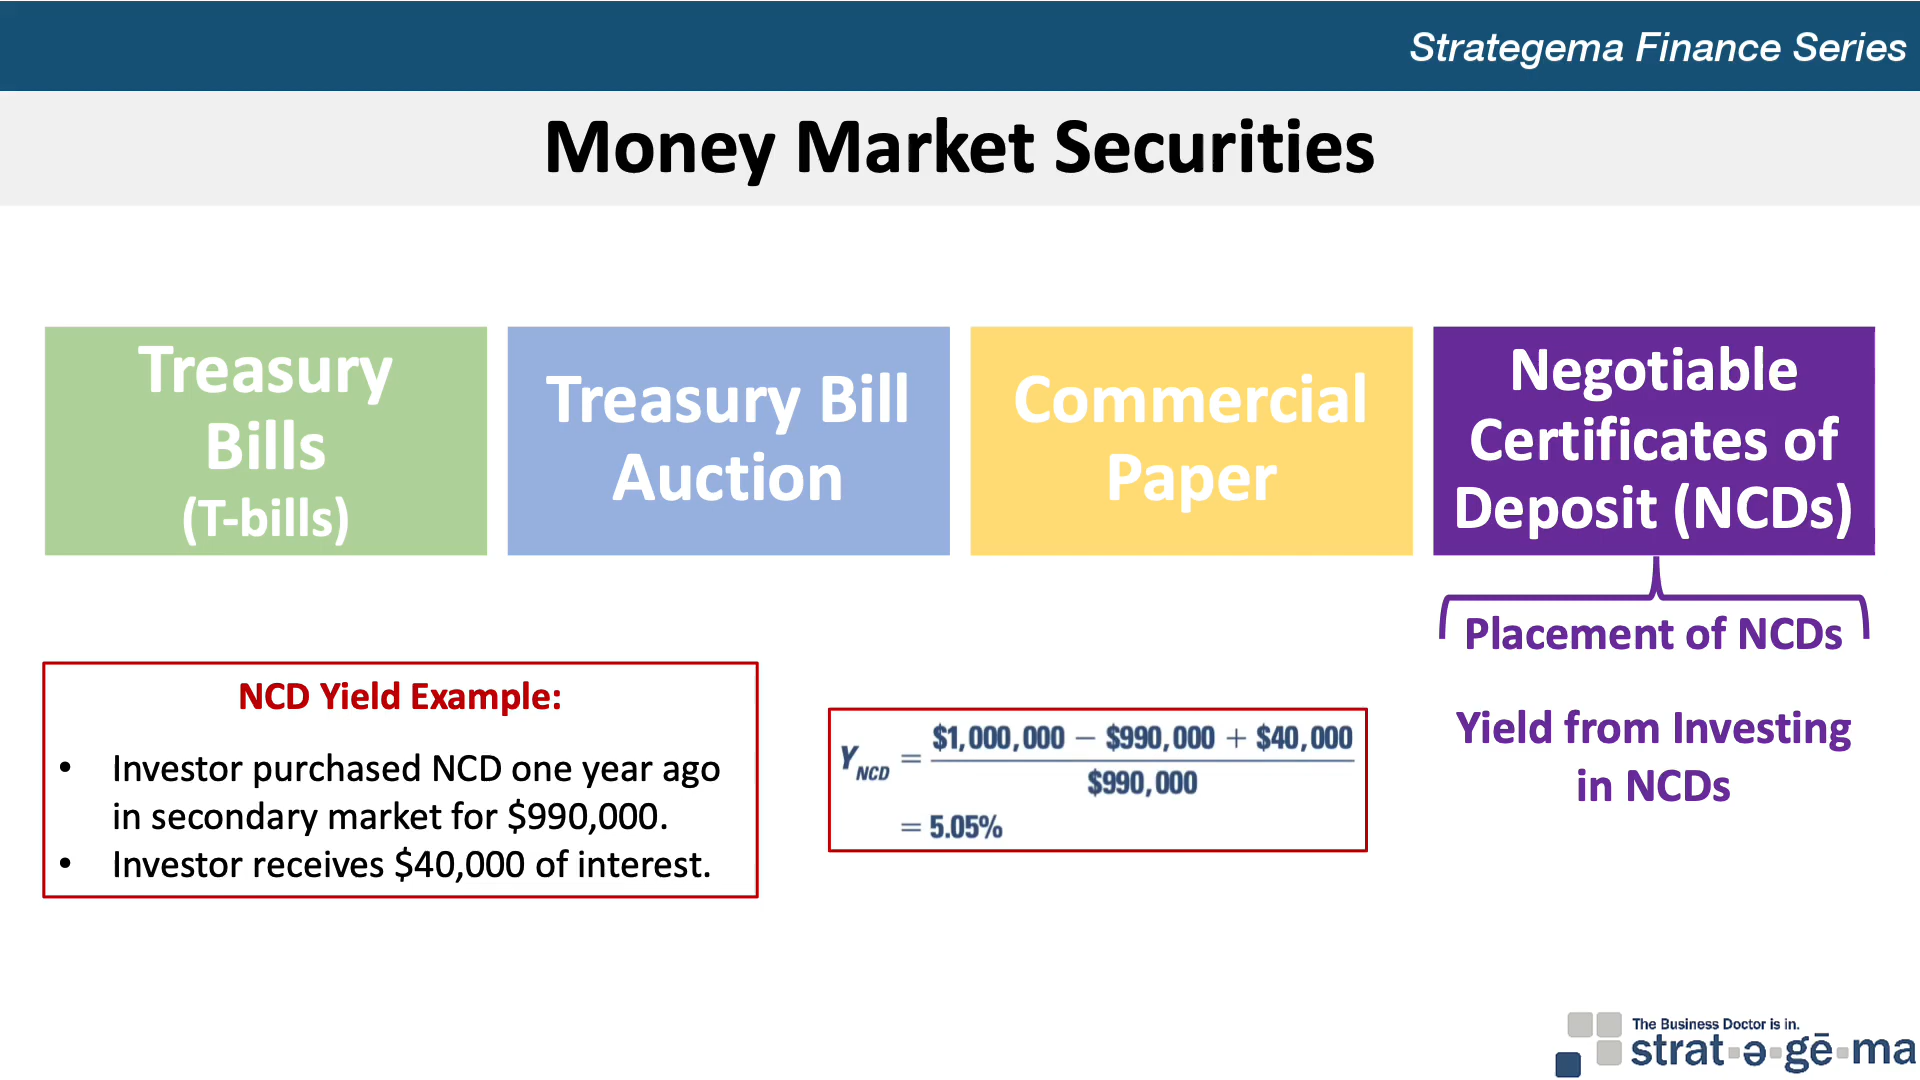 Strategema Finance Series
Money Market Securities
Treasury
Bills
(T-bills)
Treasury Bill
Auction
Commercial
Paper
Negotiable
Certificates of
Deposit (NCDs)
Placement of NCDs
Yield from Investing
in NCDs
NCD Yield Example:
• Investor purchased NCD one year ago
in secondary market for $990,000.
• Investor receives $40,000 of interest.
$1,000,000 − $990,000 + $40,000
Y_NCD =
$990,000
= 5.05%
The Business Doctor is in.
strat▪ə▪gē▪ma